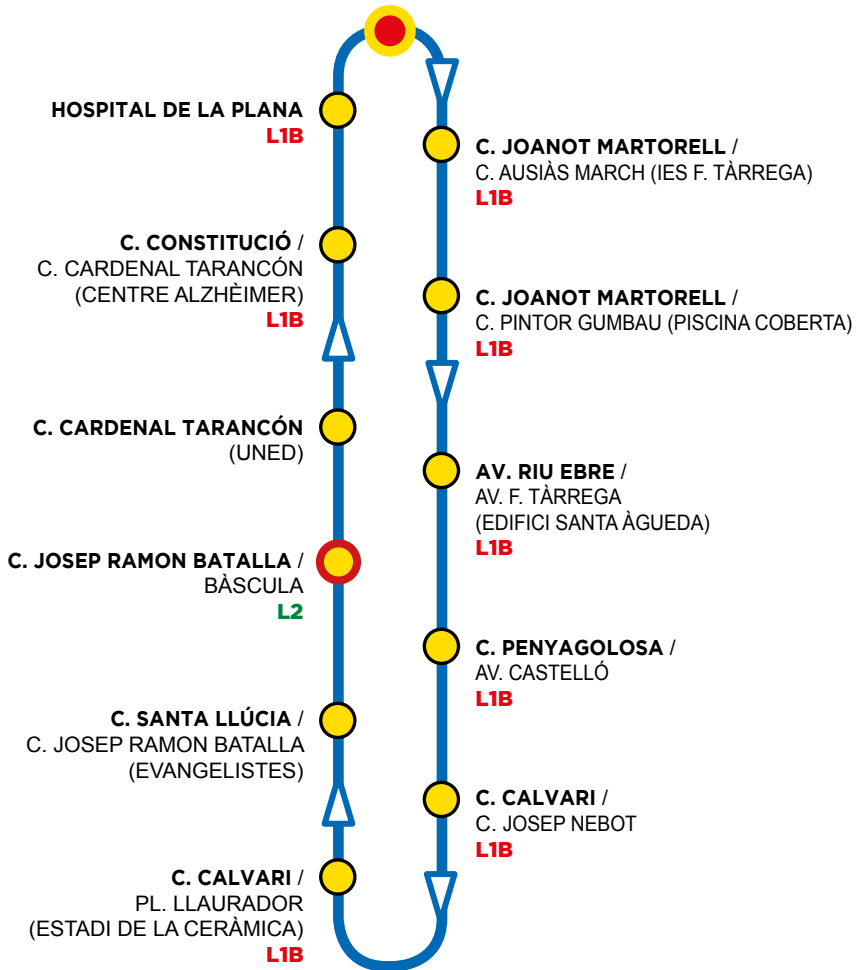 HOSPITAL DE LA PLANA
L1B
C. CONSTITUCIÓ /
C. CARDENAL TARANCÓN
(CENTRE ALZHÈIMER)
L1B
C. CARDENAL TARANCÓN
(UNED)
C. JOSEP RAMON BATALLA /
BÀSCULA
L2
C. SANTA LLÚCIA /
C. JOSEP RAMON BATALLA
(EVANGELISTES)
C. CALVARI /
PL. LLAURADOR
(ESTADI DE LA CERÀMICA)
L1B
C. JOANOT MARTORELL /
C. AUSIÀS MARCH (IES F. TÀRREGA)
L1B
C. JOANOT MARTORELL /
C. PINTOR GUMBAU (PISCINA COBERTA)
L1B
AV. RIU EBRE /
AV. F. TÀRREGA
(EDIFICI SANTA ÀGUEDA)
L1B
C. PENYAGOLOSA /
AV. CASTELLÓ
L1B
C. CALVARI /
C. JOSEP NEBOT
L1B